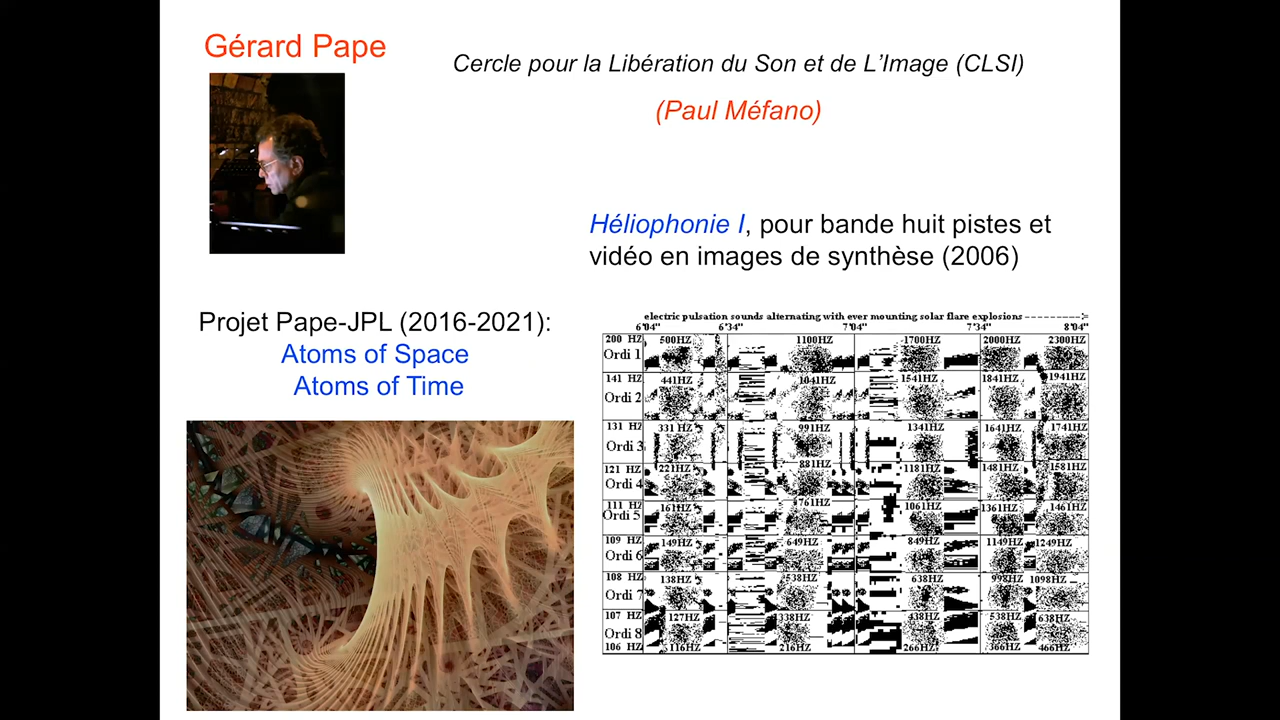 Gérard Pape
Cercle pour la Libération du Son et de L'Image (CLSI)
(Paul Méfano)
Héliophonie I, pour bande huit pistes et
vidéo en images de synthèse (2006)
Projet Pape-JPL (2016-2021):
Atoms of Space
Atoms of Time
electric pulsation sounds alternating with ever mounting solar flare explosions
6'04" 6'34" 7'04" 7'34" 8'04"
200 HZ 500HZ 1100HZ 1700HZ 2000HZ 2300HZ
Ordi 1
141 HZ 441HZ 1041HZ 1541HZ 1841HZ 1941HZ
Ordi 2
131 HZ 331 HZ 991HZ 1341HZ 1641HZ 1741HZ
Ordi 3
121 HZ 221HZ 881HZ 1181HZ 1481HZ 1581HZ
Ordi 4
111 HZ 161HZ 761HZ 1061HZ 1361HZ 1461HZ
Ordi 5
109 HZ 149HZ 649HZ 849HZ 1149HZ 1249HZ
Ordi 6
108 HZ 138HZ 538HZ 638HZ 998HZ 1098HZ
Ordi 7
107 HZ 127HZ 338HZ 438HZ 538HZ 638HZ
Ordi 8
106 HZ 116HZ 216HZ 266HZ 366HZ 466HZ